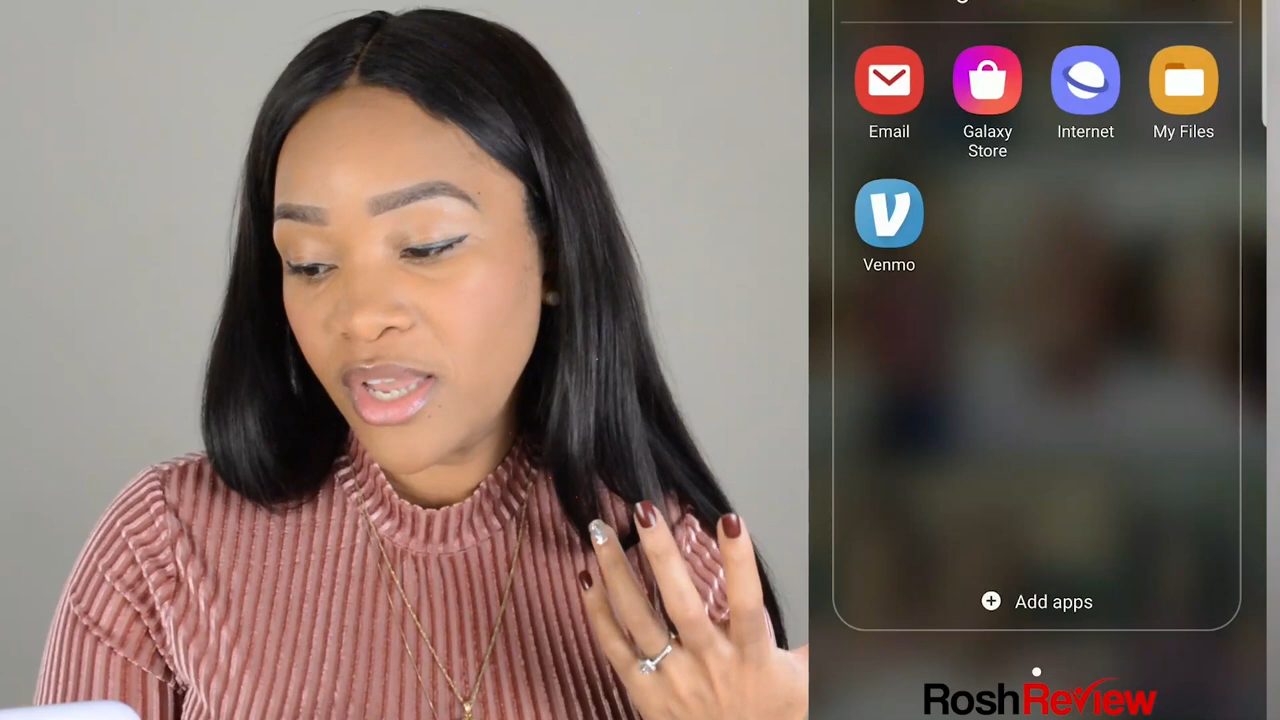 Email
Galaxy
Store
Internet
My Files
Venmo
Add apps
RoshReview